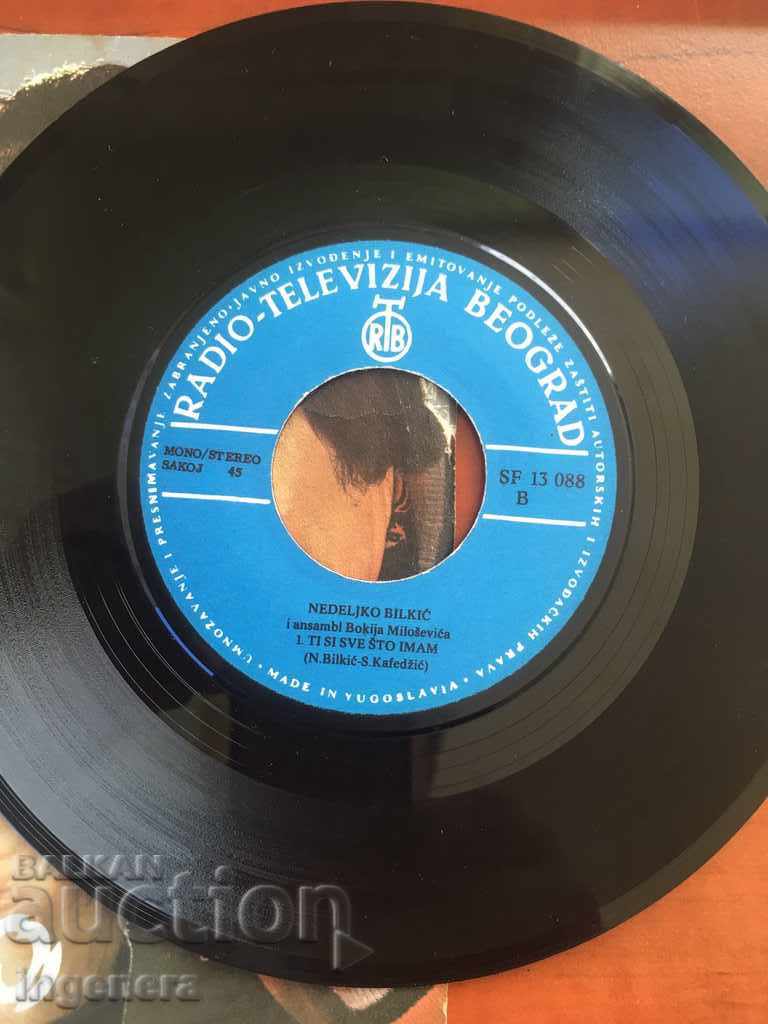 UMNOŽAVANJE I PRESNIMAVANJE ZABRANJENO · JAVNO IZVOĐENJE I EMITOVANJE PODLEŽE ZAŠTITI AUTORSKIH I IZVOĐAČKIH PRAVA ·
RADIO-TELEVIZIJA BEOGRAD
RTB
MONO/STEREO
SAKOJ 45
SF 13 088
B
NEDELJKO BILKIĆ
i ansambl Bokija Miloševića
1. TI SI SVE ŠTO IMAM
(N.Bilkić-S.Kafedžić)
· MADE IN YUGOSLAVIA ·
BALKAN
auction
ingenera